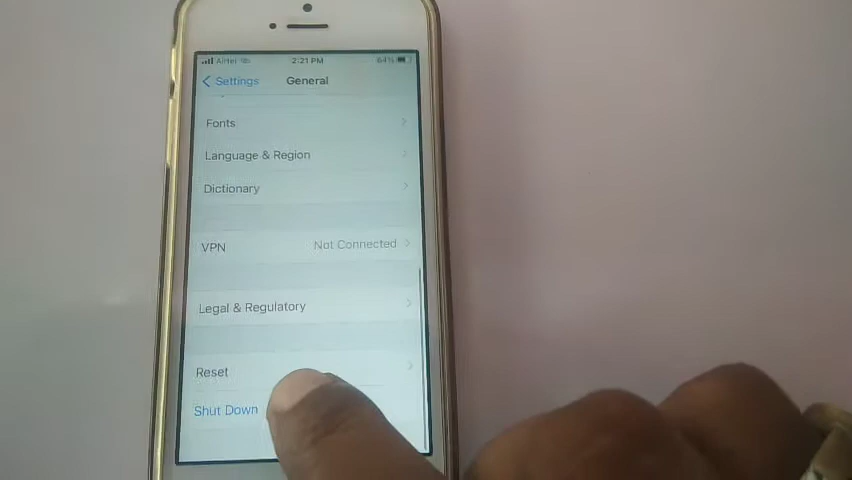 Airtel 2:21 PM 64%
Settings General
Fonts
Language & Region
Dictionary
VPN Not Connected
Legal & Regulatory
Reset
Shut Down